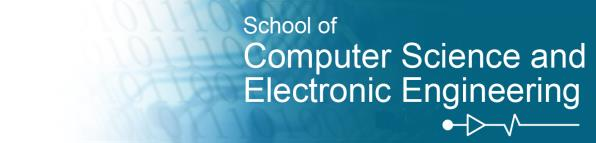 School of
Computer Science and
Electronic Engineering